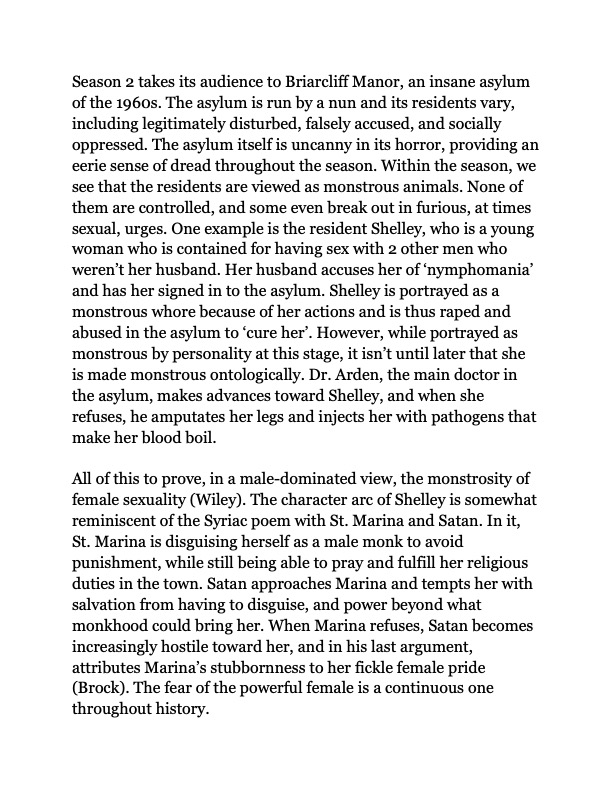 Season 2 takes its audience to Briarcliff Manor, an insane asylum
of the 1960s. The asylum is run by a nun and its residents vary,
including legitimately disturbed, falsely accused, and socially
oppressed. The asylum itself is uncanny in its horror, providing an
eerie sense of dread throughout the season. Within the season, we
see that the residents are viewed as monstrous animals. None of
them are controlled, and some even break out in furious, at times
sexual, urges. One example is the resident Shelley, who is a young
woman who is contained for having sex with 2 other men who
weren’t her husband. Her husband accuses her of ‘nymphomania’
and has her signed in to the asylum. Shelley is portrayed as a
monstrous whore because of her actions and is thus raped and
abused in the asylum to ‘cure her’. However, while portrayed as
monstrous by personality at this stage, it isn’t until later that she
is made monstrous ontologically. Dr. Arden, the main doctor in
the asylum, makes advances toward Shelley, and when she
refuses, he amputates her legs and injects her with pathogens that
make her blood boil.

All of this to prove, in a male-dominated view, the monstrosity of
female sexuality (Wiley). The character arc of Shelley is somewhat
reminiscent of the Syriac poem with St. Marina and Satan. In it,
St. Marina is disguising herself as a male monk to avoid
punishment, while still being able to pray and fulfill her religious
duties in the town. Satan approaches Marina and tempts her with
salvation from having to disguise, and power beyond what
monkhood could bring her. When Marina refuses, Satan becomes
increasingly hostile toward her, and in his last argument,
attributes Marina’s stubbornness to her fickle female pride
(Brock). The fear of the powerful female is a continuous one
throughout history.